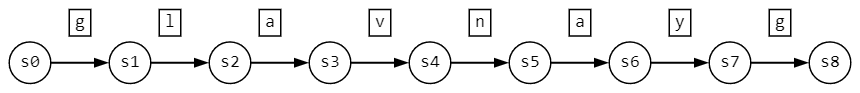 g l a v n a y g
s0 s1 s2 s3 s4 s5 s6 s7 s8